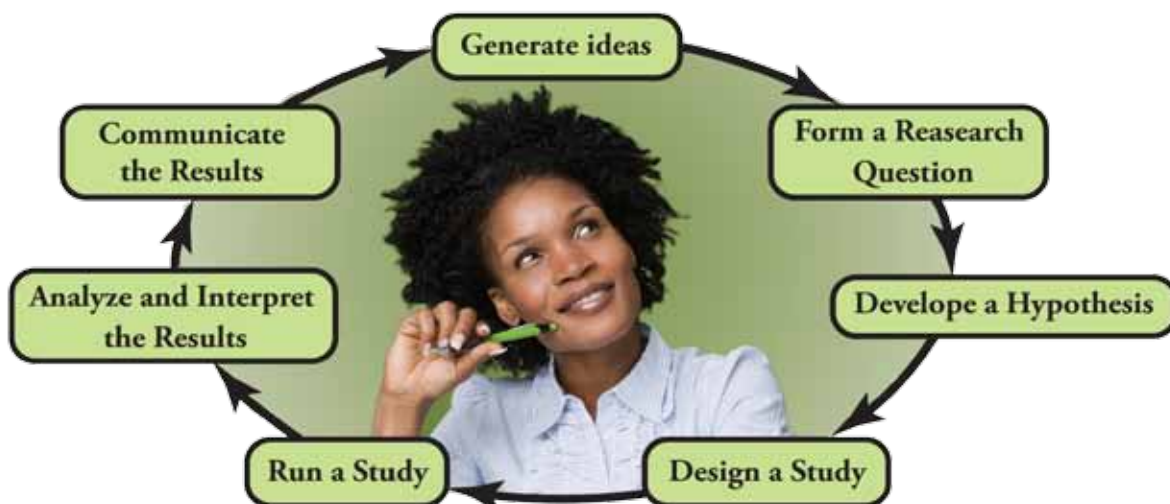 Generate ideas
Form a Reasearch
Question
Develope a Hypothesis
Design a Study
Run a Study
Analyze and Interpret
the Results
Communicate
the Results